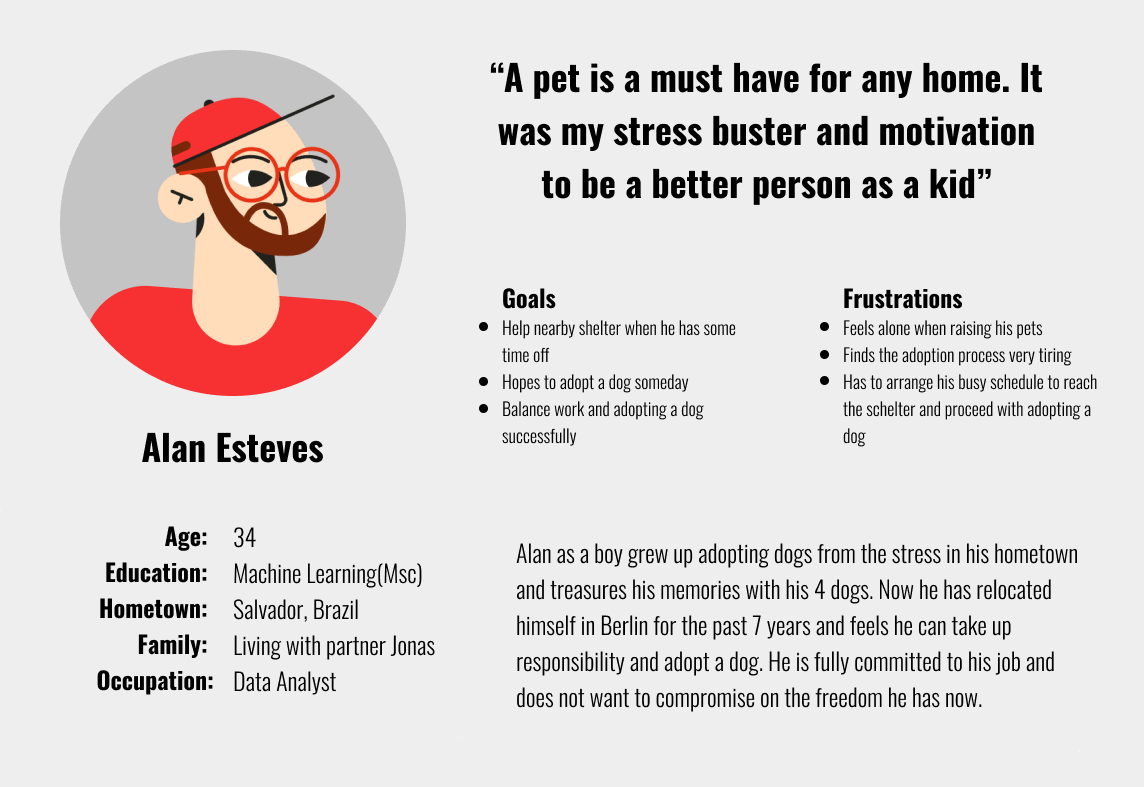 “A pet is a must have for any home. It
was my stress buster and motivation
to be a better person as a kid”
Goals
Help nearby shelter when he has some
time off
Hopes to adopt a dog someday
Balance work and adopting a dog
successfully
Frustrations
Feels alone when raising his pets
Finds the adoption process very tiring
Has to arrange his busy schedule to reach
the schelter and proceed with adopting a
dog
Alan Esteves
Age: 34
Education: Machine Learning(Msc)
Hometown: Salvador, Brazil
Family: Living with partner Jonas
Occupation: Data Analyst
Alan as a boy grew up adopting dogs from the stress in his hometown
and treasures his memories with his 4 dogs. Now he has relocated
himself in Berlin for the past 7 years and feels he can take up
responsibility and adopt a dog. He is fully committed to his job and
does not want to compromise on the freedom he has now.